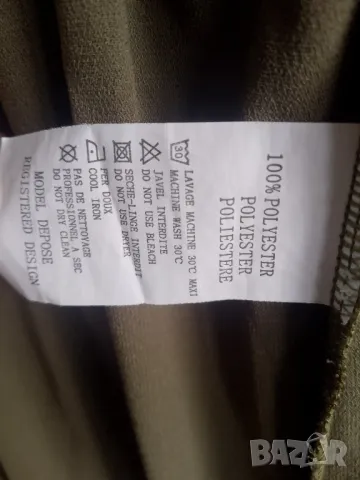 100% POLYESTER
POLYESTER
POLIESTERE
30
LAVAGE MACHINE 30℃ MAXI
MACHINE WASH 30℃
JAVEL INTERDITE
DO NOT USE BLEACH
SECHE-LINGE INTERDIT
DO NOT USE DRYER
FER DOUX
COOL IRON
PAS DE NETTOYAGE
PROFESSIONNEL A SEC
DO NOT DRY CLEAN
MODEL DEPOSE
REGISTERED DESIGN
BAZAR
bg